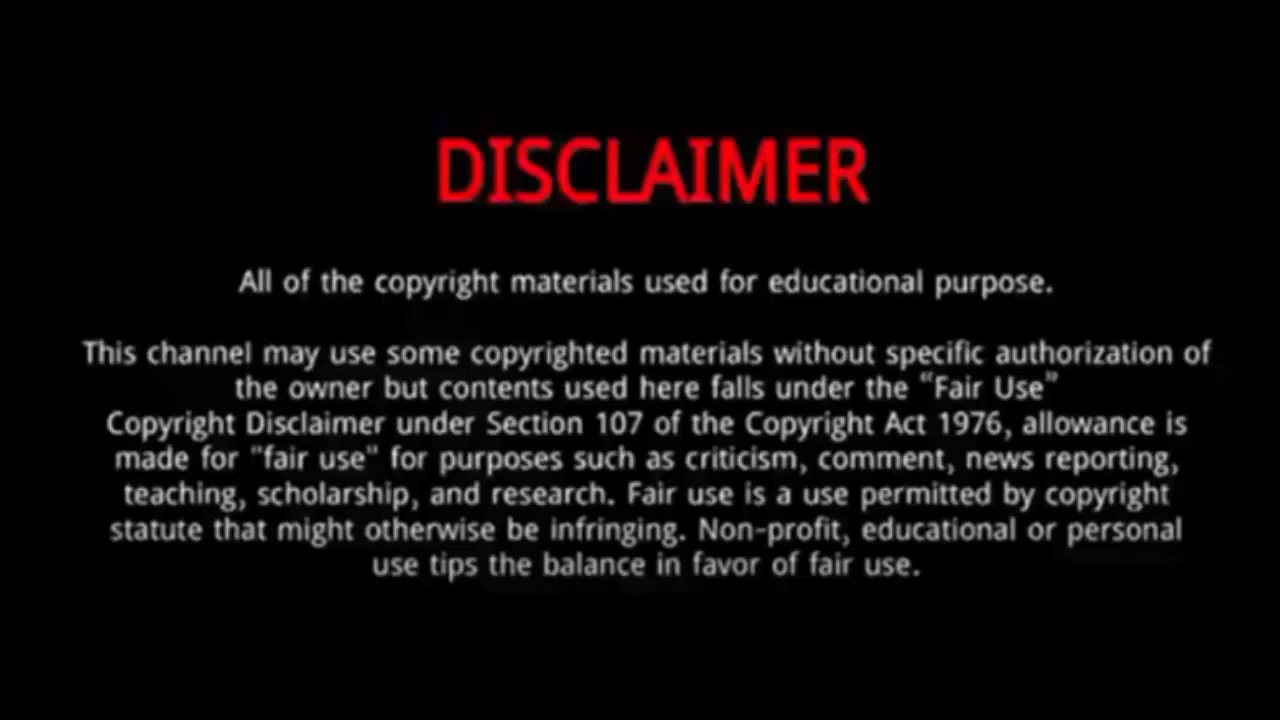 DISCLAIMER
All of the copyright materials used for educational purpose.
This channel may use some copyrighted materials without specific authorization of
the owner but contents used here falls under the “Fair Use”
Copyright Disclaimer under Section 107 of the Copyright Act 1976, allowance is
made for "fair use" for purposes such as criticism, comment, news reporting,
teaching, scholarship, and research. Fair use is a use permitted by copyright
statute that might otherwise be infringing. Non-profit, educational or personal
use tips the balance in favor of fair use.